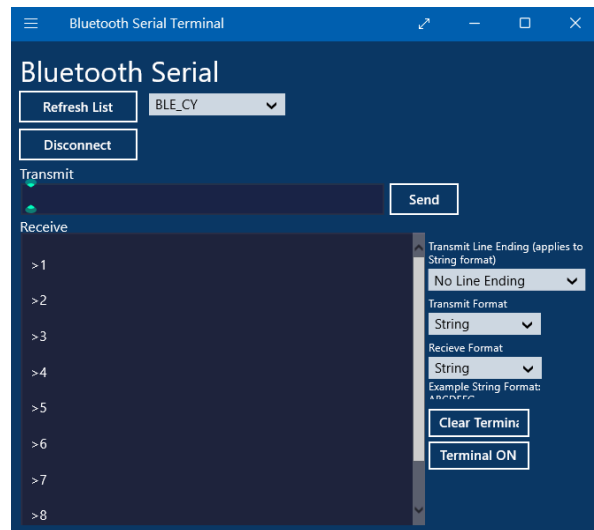 Bluetooth Serial Terminal
Bluetooth Serial
Refresh List
BLE_CY
Disconnect
Transmit
Send
Receive
>1
>2
>3
>4
>5
>6
>7
>8
Transmit Line Ending (applies to
String format)
No Line Ending
Transmit Format
String
Recieve Format
String
Example String Format:
Clear Termina
Terminal ON